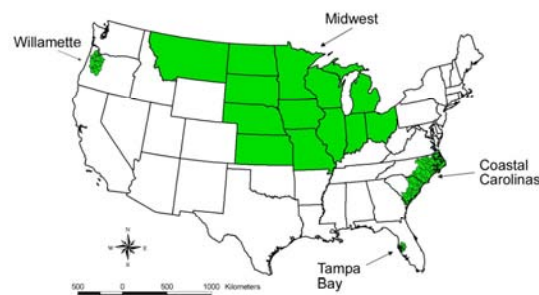 Midwest
Willamette
Coastal
Carolinas
N
W
E
S
Tampa
Bay
500 0 500 1000 Kilometers